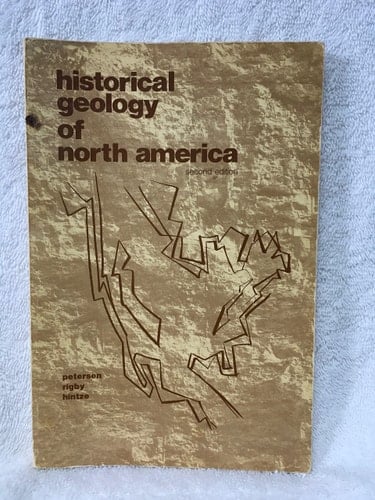 historical
geology
of
north america
second edition
petersen
rigby
hintze